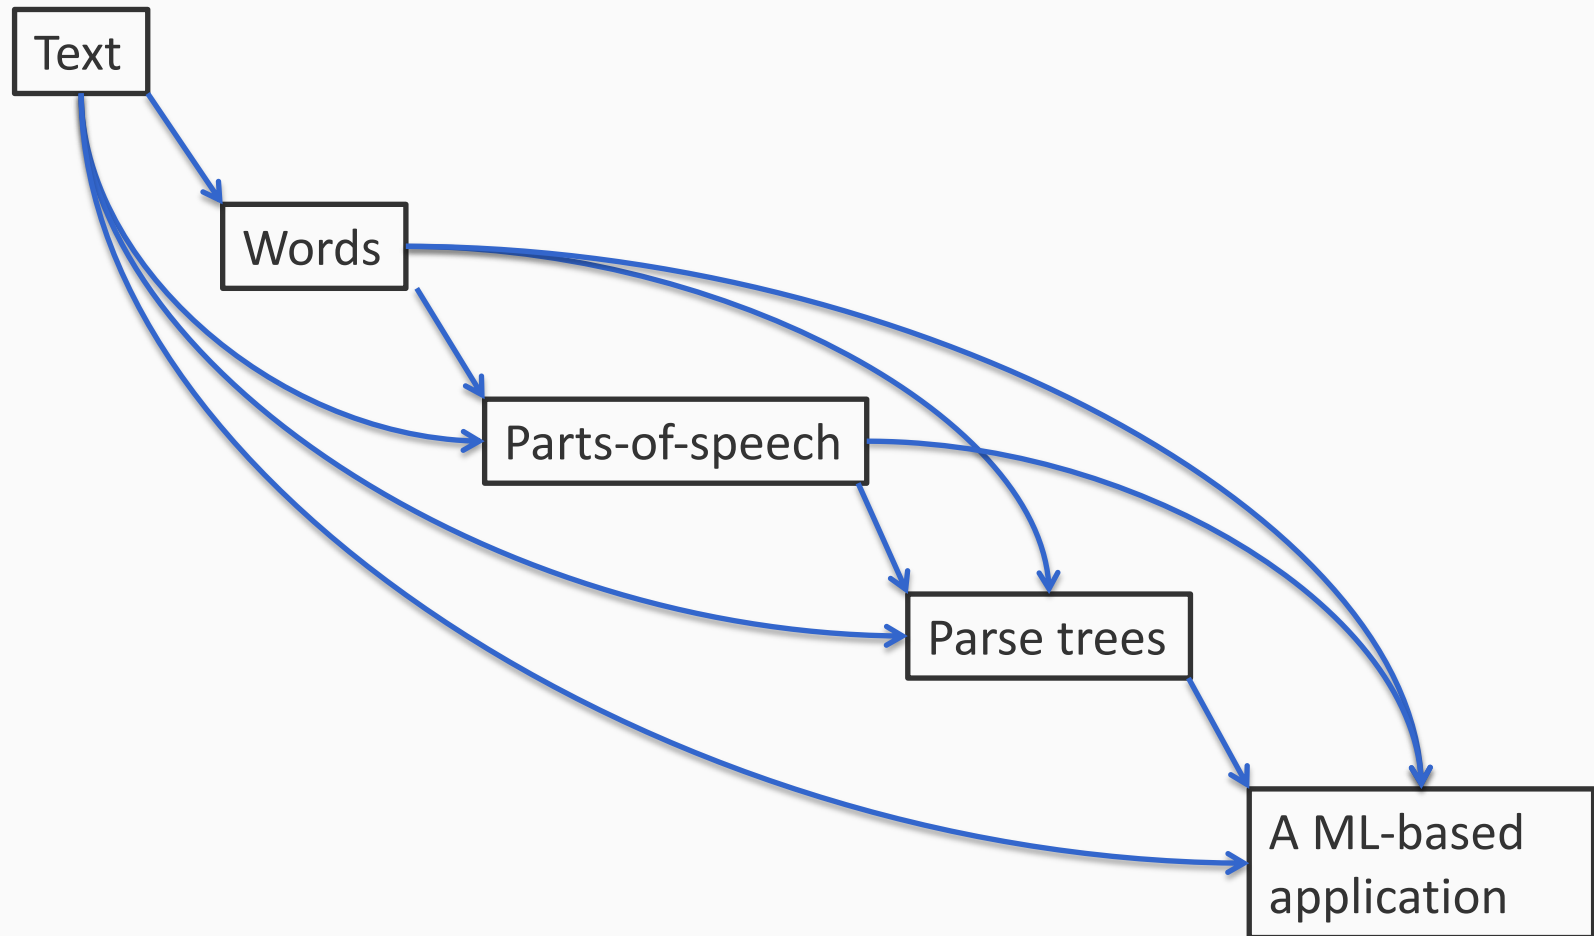 Text
Words
Parts-of-speech
Parse trees
A ML-based
application